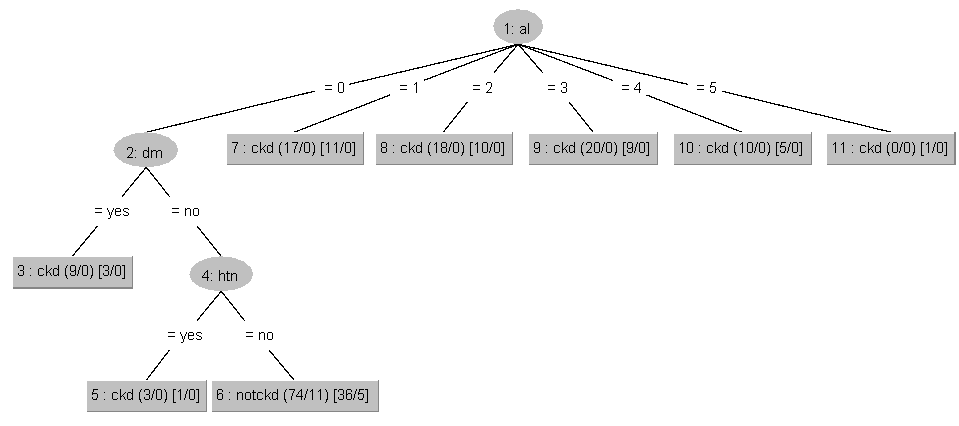 1: al
= 0
= 1
= 2
= 3
= 4
= 5
2: dm
7 : ckd (17/0) [11/0]
8 : ckd (18/0) [10/0]
9 : ckd (20/0) [9/0]
10 : ckd (10/0) [5/0]
11 : ckd (0/0) [1/0]
= yes
= no
3 : ckd (9/0) [3/0]
4: htn
= yes
= no
5 : ckd (3/0) [1/0]
6 : notckd (74/11) [36/5]